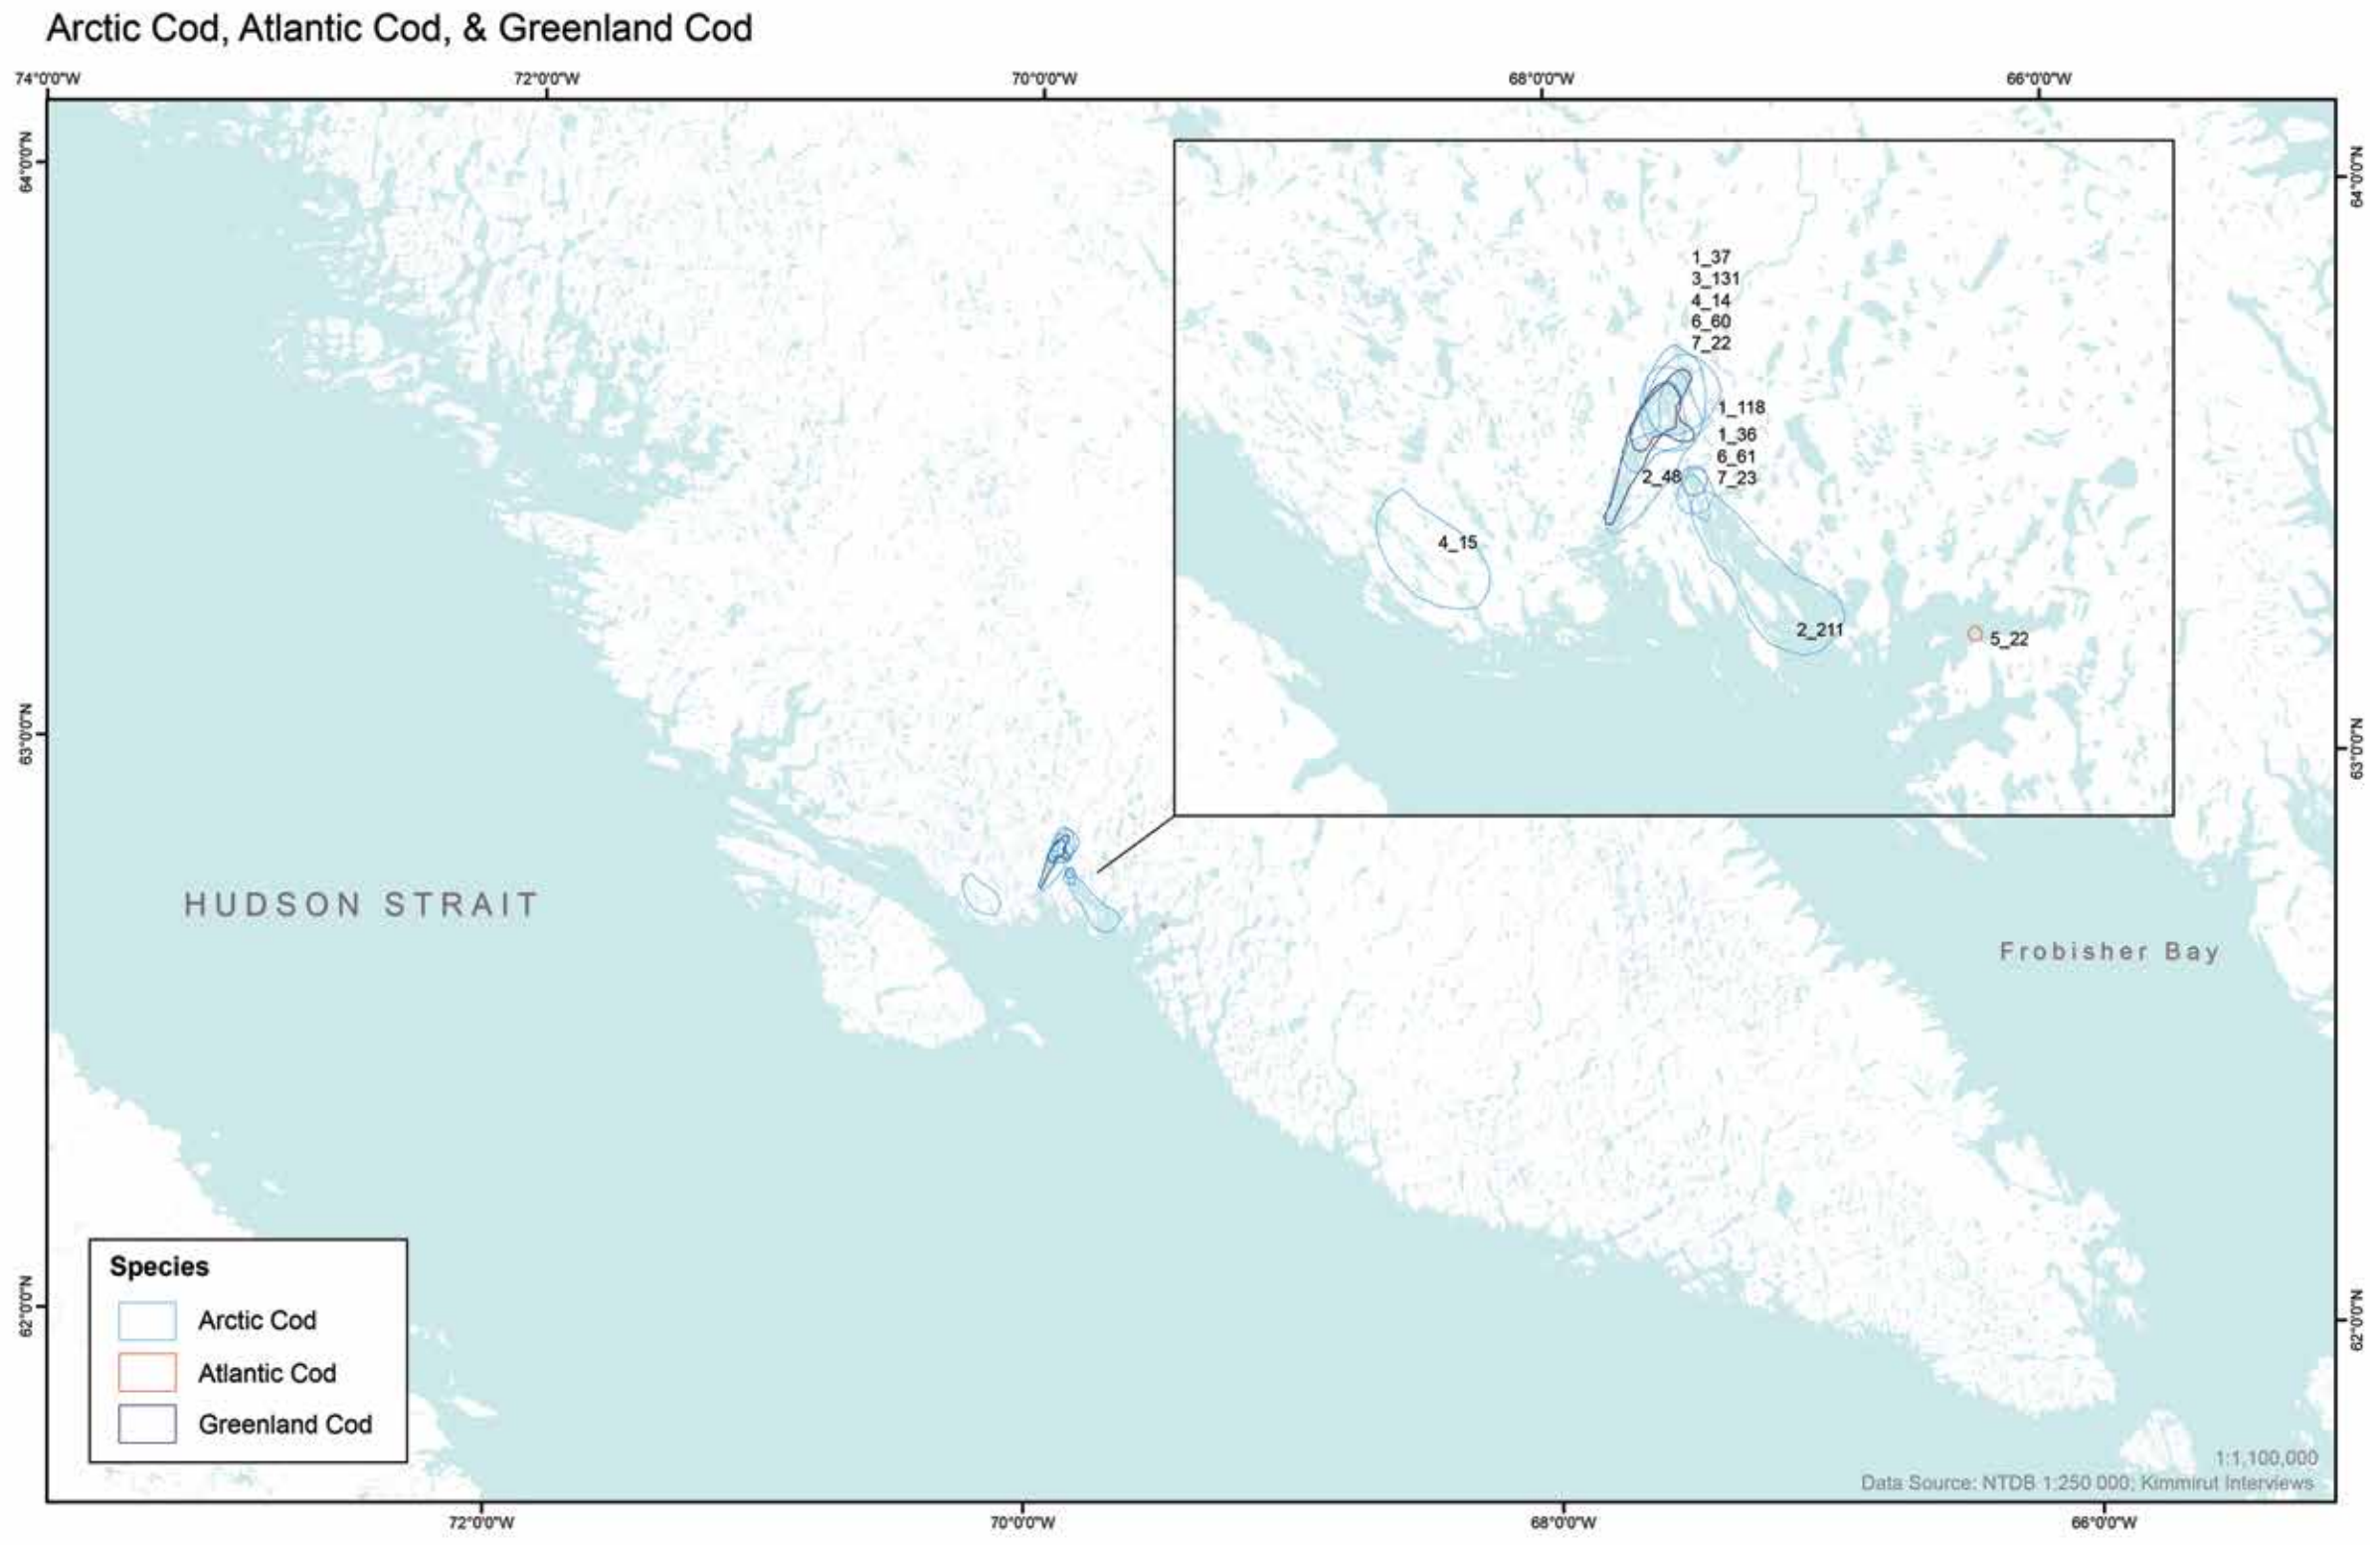 Arctic Cod, Atlantic Cod, & Greenland Cod
74°0'0"W 72°0'0"W 70°0'0"W 68°0'0"W 66°0'0"W
64°0'0"N
64°0'0"N
1_37
3_131
4_14
6_60
7_22
1_118
1_36
6_61
2_48 7_23
4_15
2_211
5_22
63°0'0"N
63°0'0"N
HUDSON STRAIT
Frobisher Bay
Species
Arctic Cod
Atlantic Cod
Greenland Cod
62°0'0"N
62°0'0"N
1:1,100,000
Data Source: NTDB 1:250 000; Kimmirut Interviews
72°0'0"W 70°0'0"W 68°0'0"W 66°0'0"W